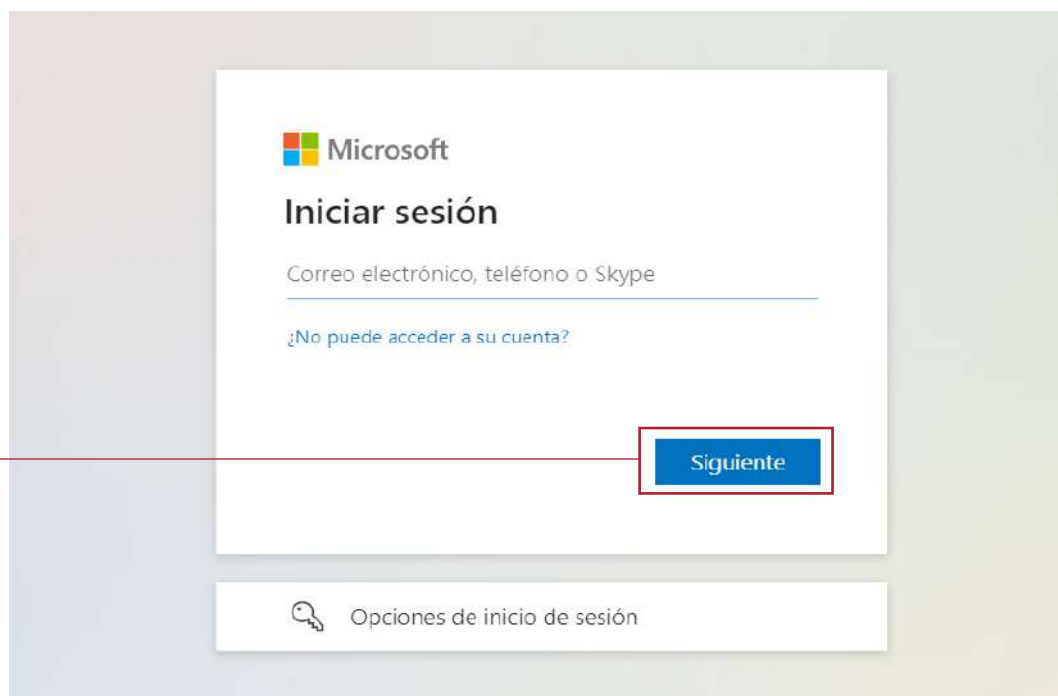 Microsoft
Iniciar sesión
Correo electrónico, teléfono o Skype
¿No puede acceder a su cuenta?
Siguiente
Opciones de inicio de sesión